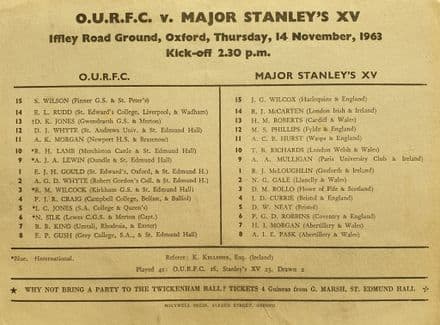 O.U.R.F.C. v. MAJOR STANLEY'S XV
Iffley Road Ground, Oxford, Thursday, 14 November, 1963
Kick-off 2.30 p.m.
O.U.R.F.C.
15 S. WILSON (Pinner G.S. & St. Peter's)
14 E. L. RUDD (St. Edward's College, Liverpool, & Wadham)
13 †D. K. JONES (Gwendraeth G.S. & Merton)
12 D. J. WHYTE (St. Andrews Univ. & St. Edmund Hall)
11 A. K. MORGAN (Newport H.S. & Brasenose)
10 *R. H. LAMB (Hitchin G.S. & St. Edmund Hall)
9 *A. J. A. LEWIN (Oundle & St. Edmund Hall)
1 E. J. H. GOULD (St. Edward's, Oxford, & St. Edmund H.)
2 A. G. D. WHYTE (Robert Gordon's Coll. & St. Edmund H.)
3 *R. M. WILCOCK (Kirkham G.S. & St. Edmund Hall)
4 F. J. R. CRAIG (Campbell College, Belfast, & Balliol)
5 *L. C. JONES (S.A. College & Queen's)
6 *N. SILK (Lewes C.G.S. & Merton (Capt.)
7 B. B. KING (Umtali, Rhodesia, & Exeter)
8 E. P. GUSH (Grey College, S.A., & St. Edmund Hall)
MAJOR STANLEY'S XV
15 J. G. WILCOX (Harlequins & England)
14 R. J. McCARTEN (London Irish & Ireland)
13 H. M. ROBERTS (Cardiff & Wales)
12 M. S. PHILLIPS (Fylde & England)
11 A. C. B. HURST (Wasps & England)
10 T. B. RICHARDS (London Welsh & Wales)
9 A. A. MULLIGAN (Paris University Club & Ireland)
1 R. J. McLOUGHLIN (Gosforth & Ireland)
2 N. G. GALE (Llanelly & Wales)
3 D. M. ROLLO (Howe of Fife & Scotland)
4 J. D. CURRIE (Bristol & England)
5 D. W. NEAT (Bristol)
6 P. G. D. ROBBINS (Coventry & England)
7 H. J. MORGAN (Abertillery & Wales)
8 A. I. E. PASK (Abertillery & Wales)
*Blue. †International.
Referee: K. KELLEHER, Esq. (Ireland)
Played 41: O.U.R.F.C. 16, Stanley's XV 23, Drawn 2
★ WHY NOT BRING A PARTY TO THE TWICKENHAM BALL? TICKETS 4 Guineas from G. MARSH, ST. EDMUND HALL. ★
HOLYWELL PRESS, ALFRED STREET, OXFORD